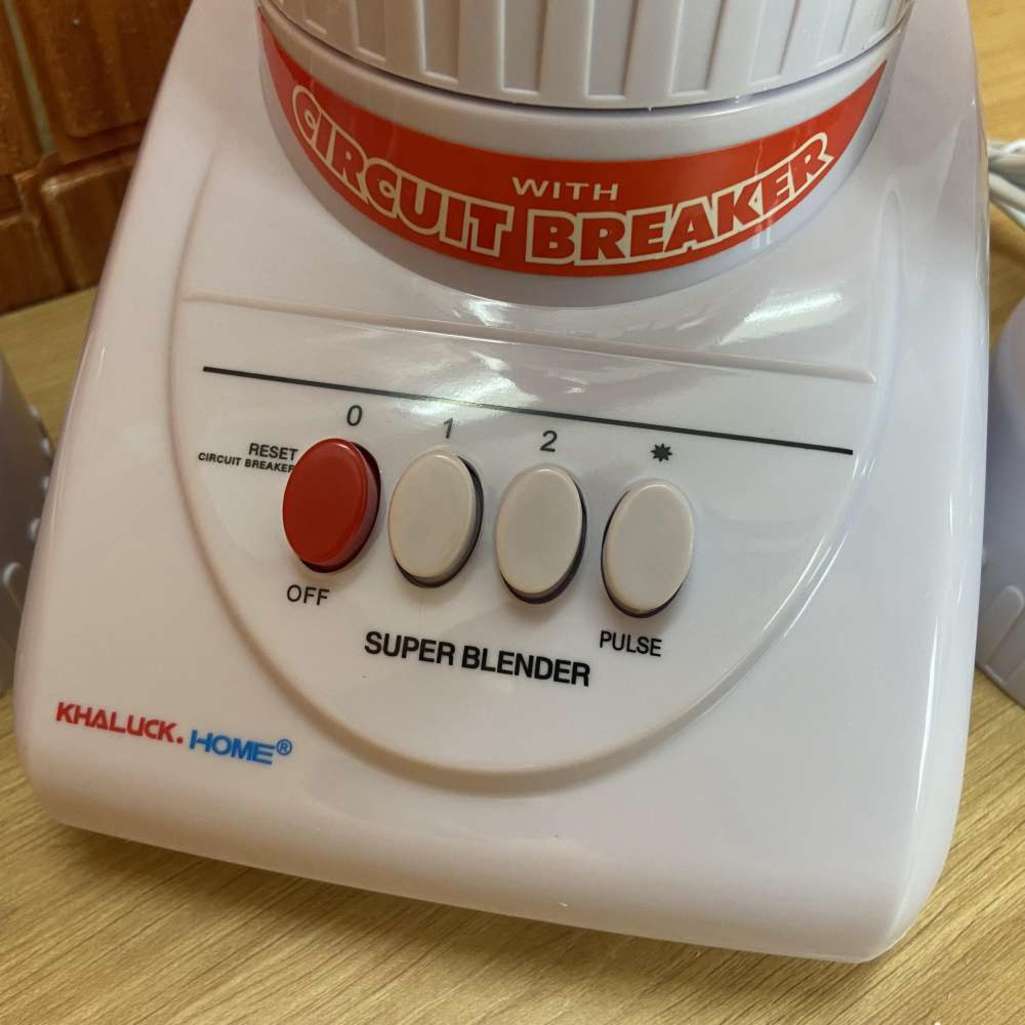 WITH
CIRCUIT BREAKER
0 1 2 ✷
RESET
CIRCUIT BREAKER
OFF
PULSE
SUPER BLENDER
KHALUCK. HOME®